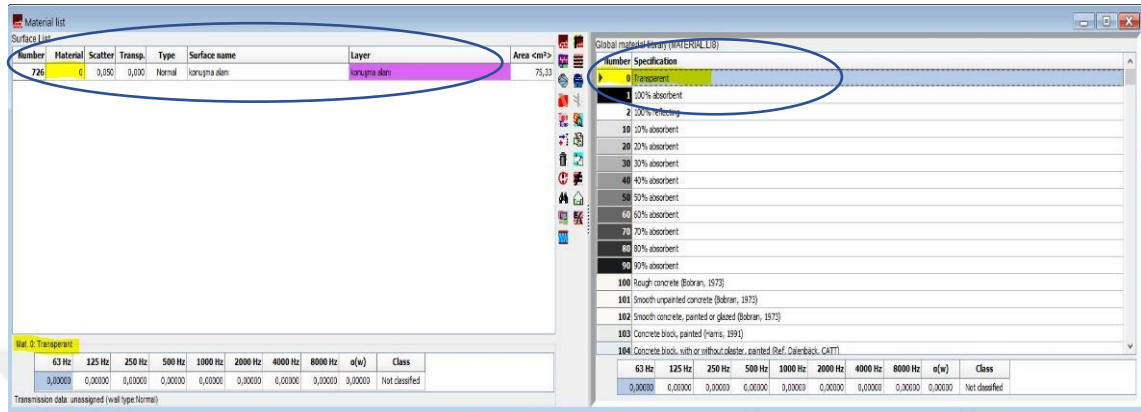 Material list
Surface List
Number Material Scatter Transp. Type Surface name Layer Area <m²>
726 0 0,050 0,000 Normal konuşma alanı konuşma alanı 75,33
Mat. 0: Transperant
63 Hz 125 Hz 250 Hz 500 Hz 1000 Hz 2000 Hz 4000 Hz 8000 Hz α(w) Class
0,00000 0,00000 0,00000 0,00000 0,00000 0,00000 0,00000 0,00000 0,00000 Not classified
Transmission data: unassigned (wall type:Normal)
Global material library (MATERIAL.LI8)
Number Specification
0 Transparent
1 100% absorbent
2 100% reflecting
10 10% absorbent
20 20% absorbent
30 30% absorbent
40 40% absorbent
50 50% absorbent
60 60% absorbent
70 70% absorbent
80 80% absorbent
90 90% absorbent
100 Rough concrete (Bobran, 1973)
101 Smooth unpainted concrete (Bobran, 1973)
102 Smooth concrete, painted or glazed (Bobran, 1973)
103 Concrete block, painted (Harris, 1991)
104 Concrete block, with or without plaster, painted (Ref. Dalenbäck, CATT)
63 Hz 125 Hz 250 Hz 500 Hz 1000 Hz 2000 Hz 4000 Hz 8000 Hz α(w) Class
0,00000 0,00000 0,00000 0,00000 0,00000 0,00000 0,00000 0,00000 0,00000 Not classified